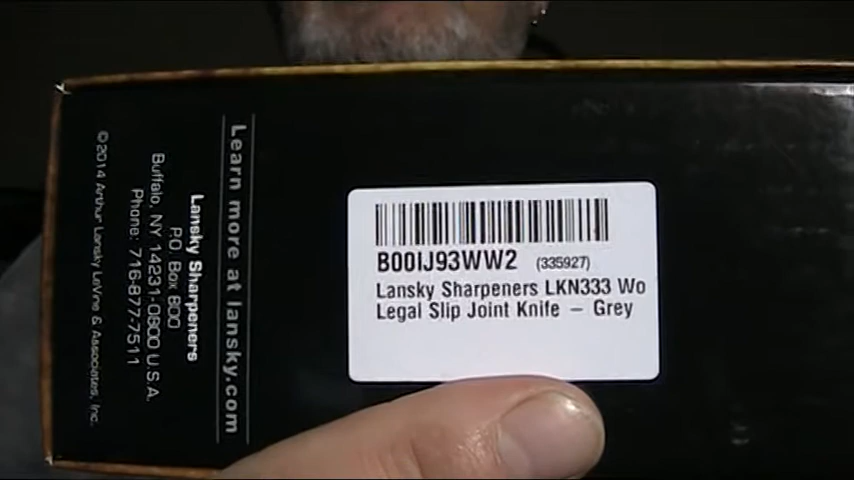 B00IJ93WW2 (335927)
Lansky Sharpeners LKN333 Wo
Legal Slip Joint Knife – Grey
Learn more at lansky.com
Lansky Sharpeners
P.O. Box 800
Buffalo, NY 14231-0800 U.S.A.
Phone: 716-877-7511
©2014 Arthur Lansky LeVine & Associates, Inc.